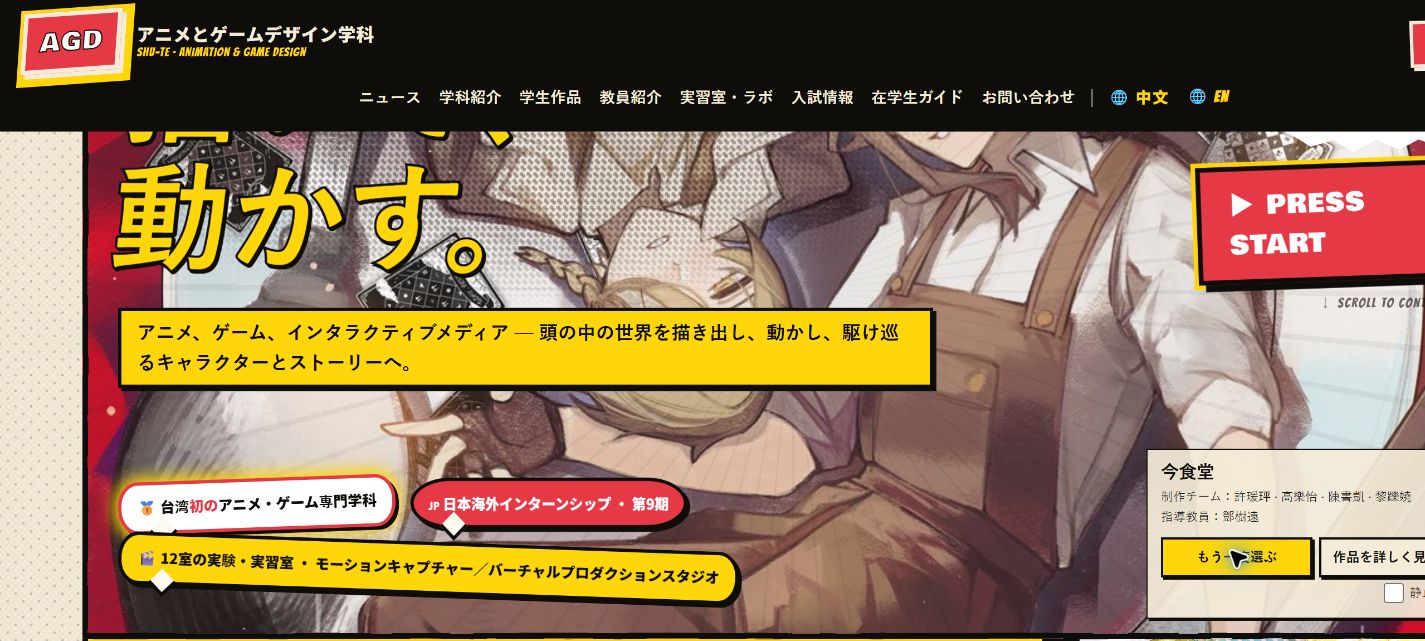 AGD
アニメとゲームデザイン学科
SHU-TE · ANIMATION & GAME DESIGN
ニュース 学科紹介 学生作品 教員紹介 実習室・ラボ 入試情報 在学生ガイド お問い合わせ 中文 EN
動かす。
▶ PRESS
START
↓ SCROLL TO
アニメ、ゲーム、インタラクティブメディア — 頭の中の世界を描き出し、動かし、駆け巡
るキャラクターとストーリーへ。
台湾初のアニメ・ゲーム専門学科
JP 日本海外インターンシップ · 第9期
12室の実験・実習室 · モーションキャプチャー／バーチャルプロダクションスタジオ
今食堂
制作チーム：許瑗玶 · 高樂怡 · 陳書凱 · 黎躒嬈
指導教員：鄧樹遠
もう 選ぶ
作品を詳しく見